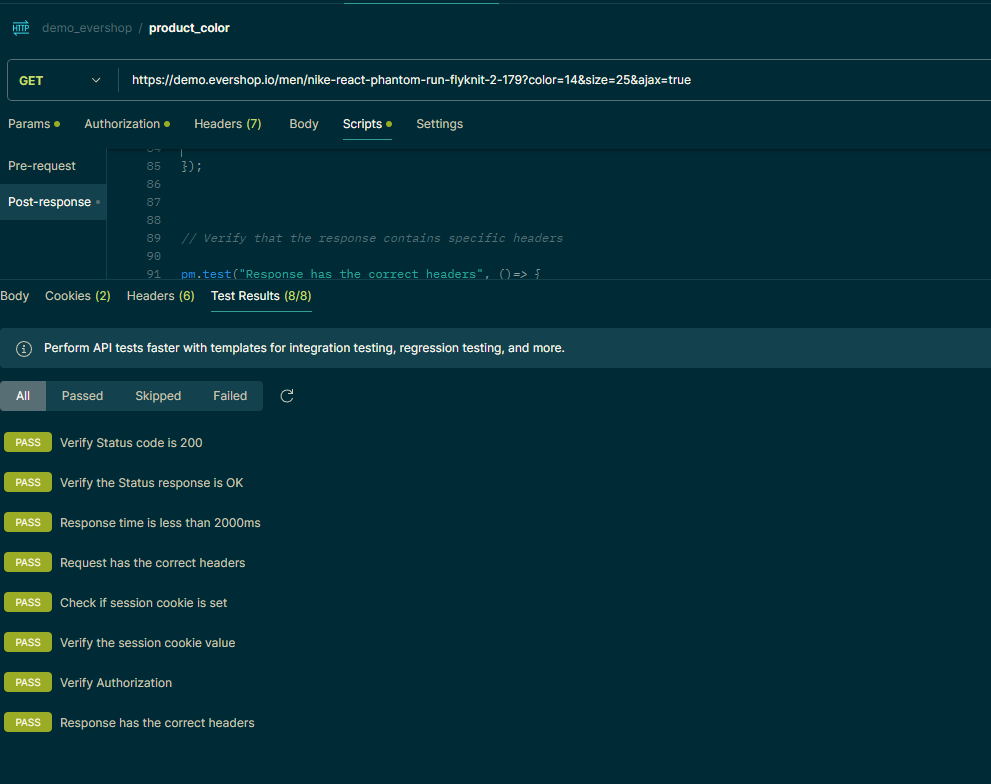 HTTP demo_evershop / product_color
GET https://demo.evershop.io/men/nike-react-phantom-run-flyknit-2-179?color=14&size=25&ajax=true
Params Authorization Headers (7) Body Scripts Settings
Pre-request
Post-response
84
85 });
86
87
88
89 // Verify that the response contains specific headers
90
91 pm.test("Response has the correct headers", ()=> {
Body Cookies (2) Headers (6) Test Results (8/8)
Perform API tests faster with templates for integration testing, regression testing, and more.
All Passed Skipped Failed
PASS Verify Status code is 200
PASS Verify the Status response is OK
PASS Response time is less than 2000ms
PASS Request has the correct headers
PASS Check if session cookie is set
PASS Verify the session cookie value
PASS Verify Authorization
PASS Response has the correct headers